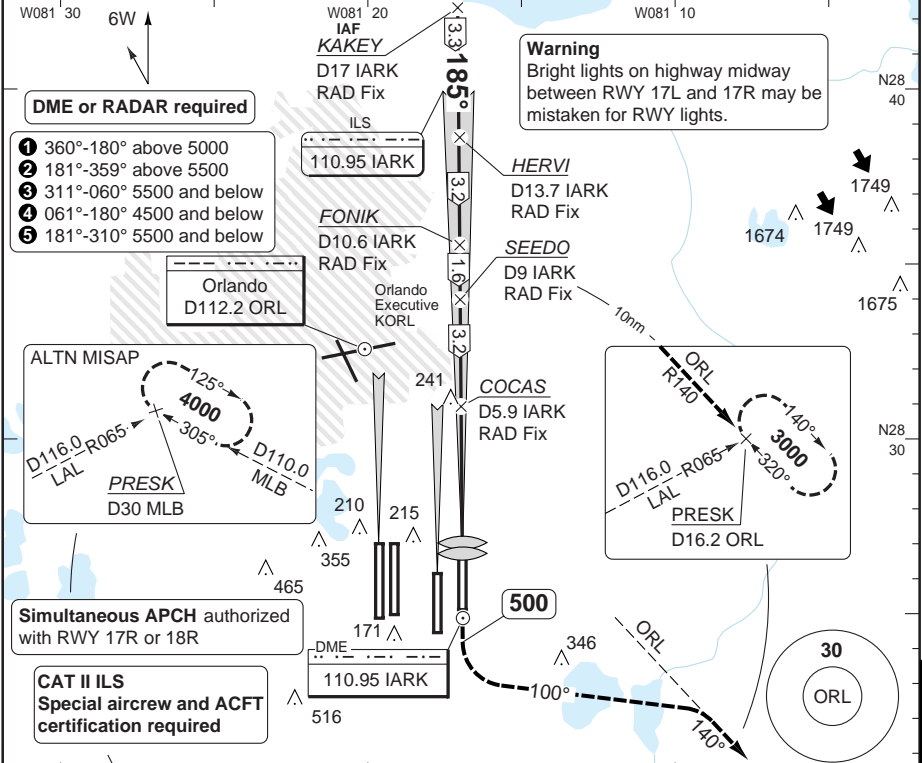 W081 30
W081 20
W081 10
6W
IAF
KAKEY
D17 IARK
RAD Fix
3.3
185°
Warning
Bright lights on highway midway
between RWY 17L and 17R may be
mistaken for RWY lights.
N28
40
DME or RADAR required
ILS
110.95 IARK
1 360°-180° above 5000
2 181°-359° above 5500
3 311°-060° 5500 and below
4 061°-180° 4500 and below
5 181°-310° 5500 and below
HERVI
D13.7 IARK
RAD Fix
3.2
1749
1674
1749
1675
FONIK
D10.6 IARK
RAD Fix
SEEDO
D9 IARK
RAD Fix
1.6
Orlando
D112.2 ORL
Orlando
Executive
KORL
3.2
10nm
ALTN MISAP
125°
4000
305°
D116.0
LAL
R065
D110.0
MLB
PRESK
D30 MLB
241
COCAS
D5.9 IARK
RAD Fix
ORL
R140
140°
3000
320°
D116.0
LAL
R065
PRESK
D16.2 ORL
N28
30
210
215
355
465
Simultaneous APCH authorized
with RWY 17R or 18R
171
500
DME
110.95 IARK
346
ORL
100°
140°
30
ORL
CAT II ILS
Special aircrew and ACFT
certification required
516